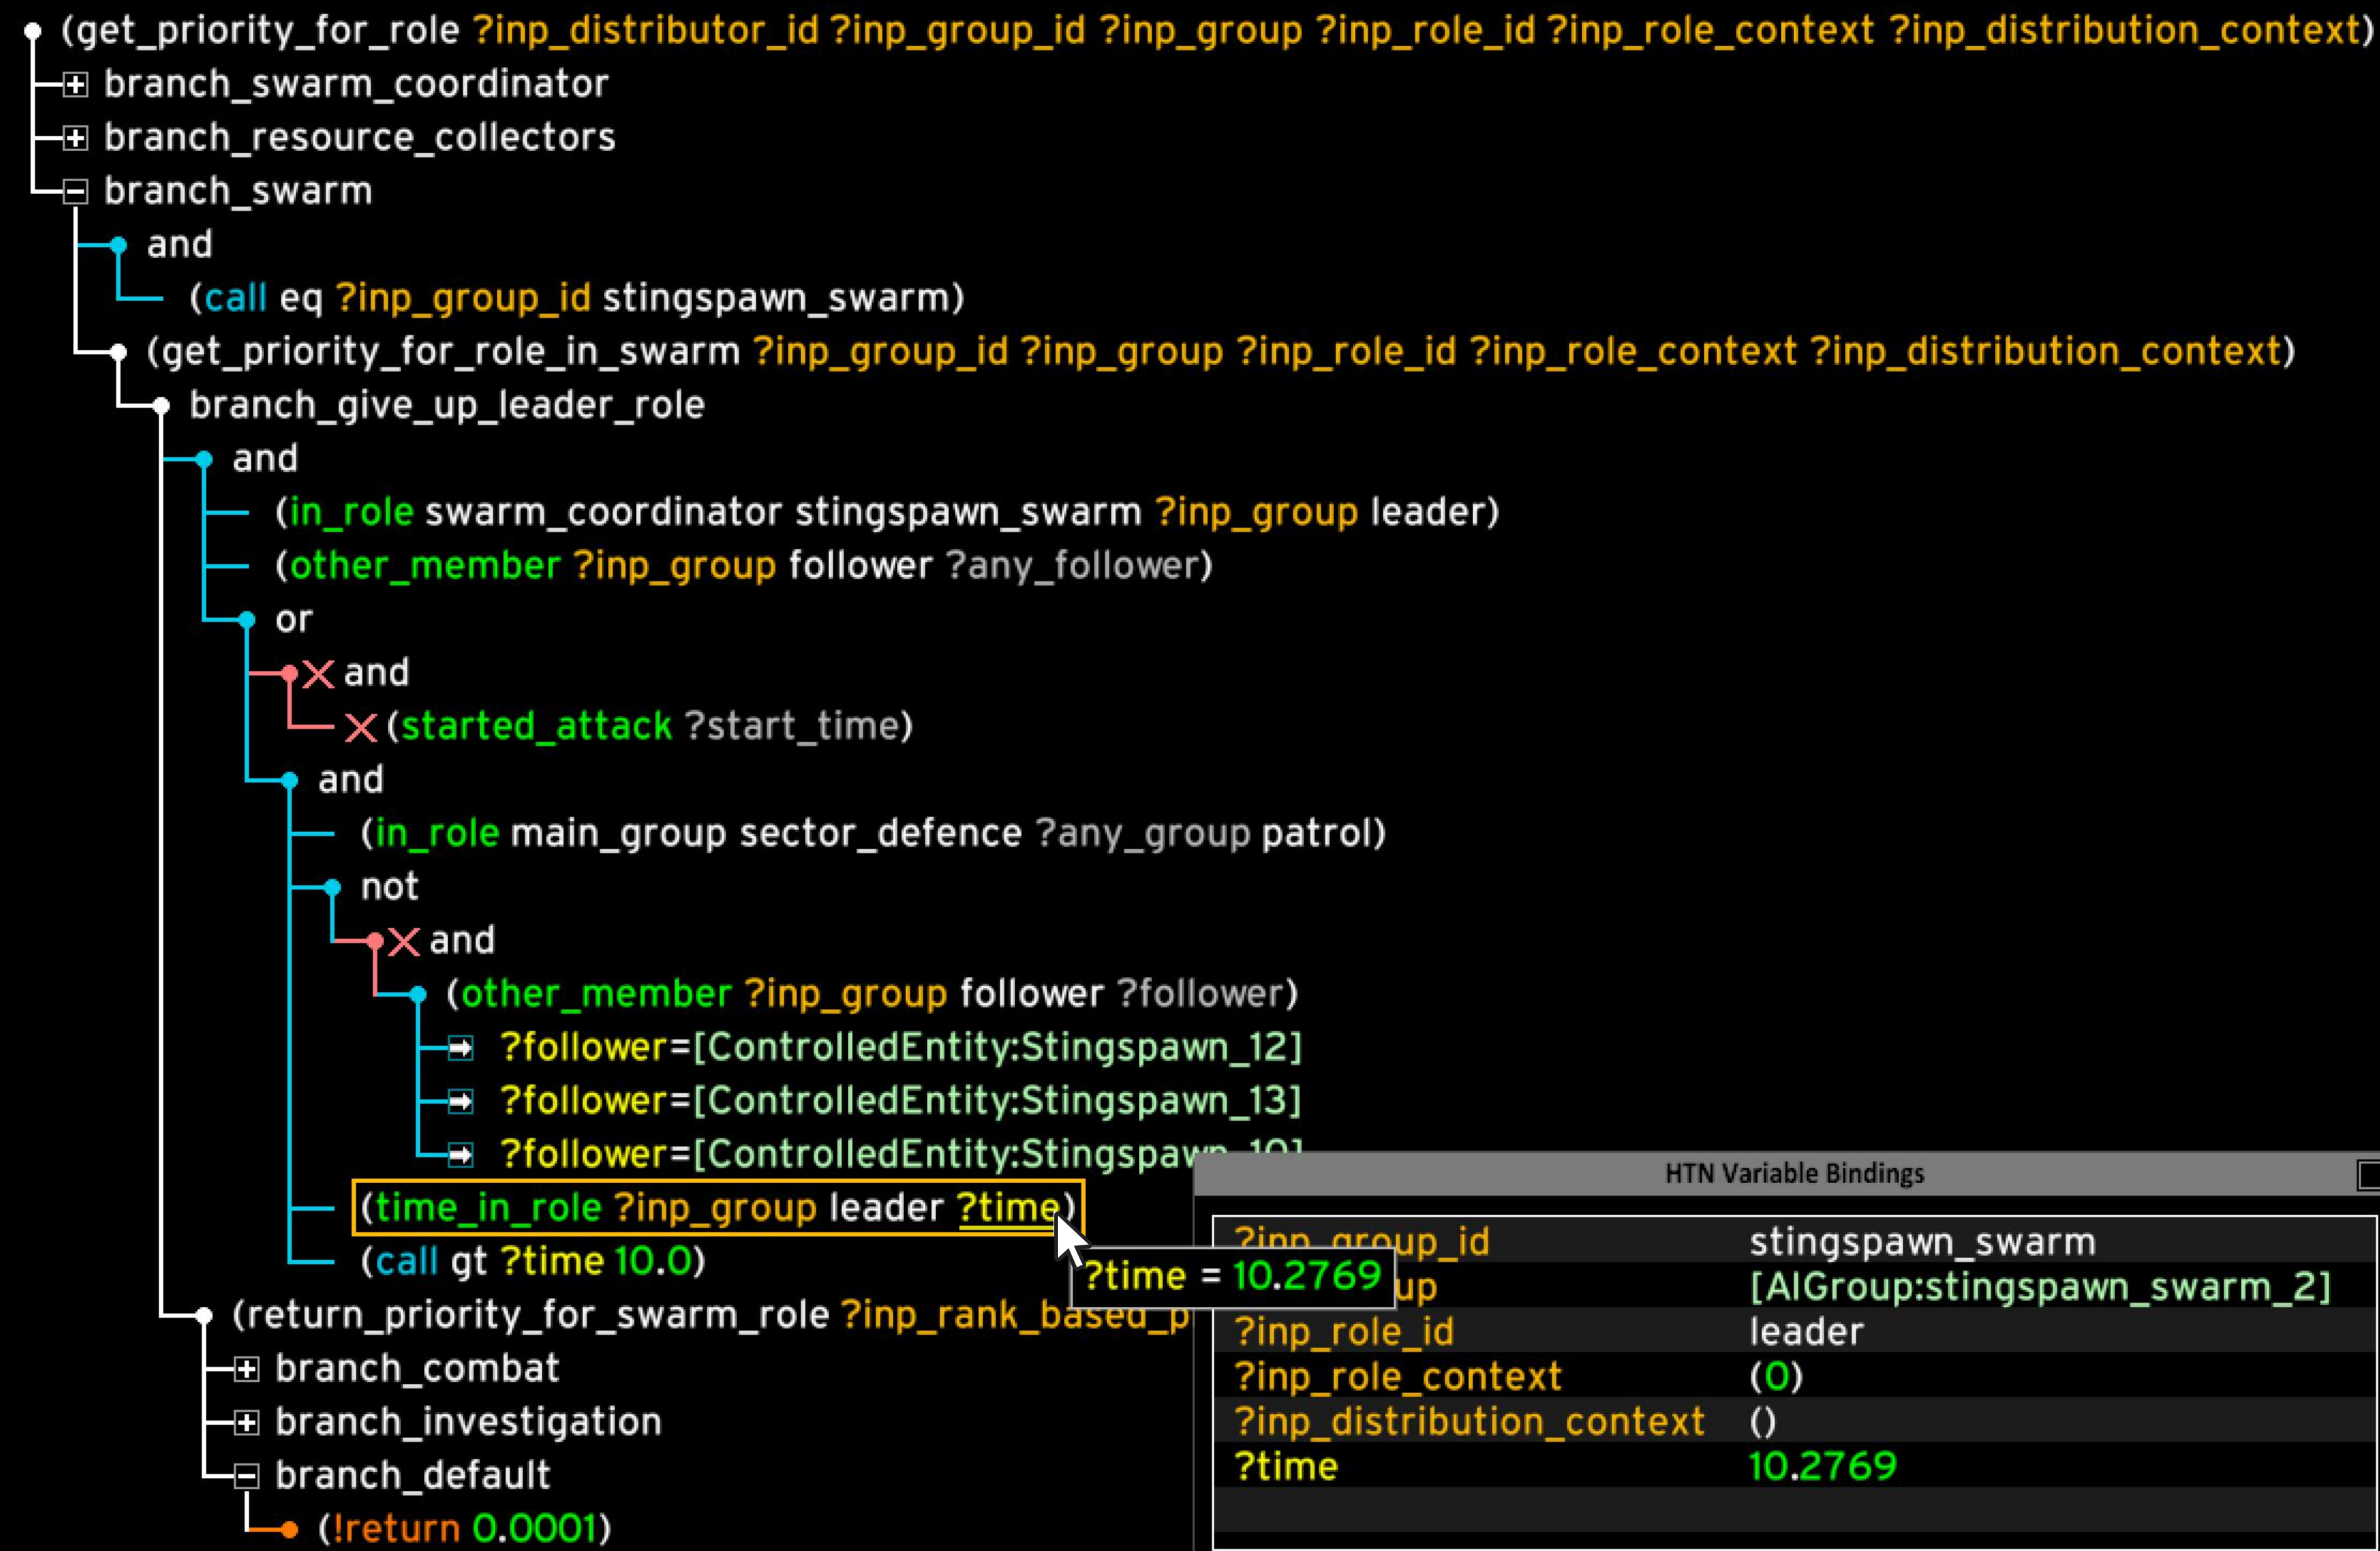 (get_priority_for_role ?inp_distributor_id ?inp_group_id ?inp_group ?inp_role_id ?inp_role_context ?inp_distribution_context)
branch_swarm_coordinator
branch_resource_collectors
branch_swarm
and
(call eq ?inp_group_id stingspawn_swarm)
(get_priority_for_role_in_swarm ?inp_group_id ?inp_group ?inp_role_id ?inp_role_context ?inp_distribution_context)
branch_give_up_leader_role
and
(in_role swarm_coordinator stingspawn_swarm ?inp_group leader)
(other_member ?inp_group follower ?any_follower)
or
and
(started_attack ?start_time)
and
(in_role main_group sector_defence ?any_group patrol)
not
and
(other_member ?inp_group follower ?follower)
?follower=[ControlledEntity:Stingspawn_12]
?follower=[ControlledEntity:Stingspawn_13]
?follower=[ControlledEntity:Stingspawn_10]
(time_in_role ?inp_group leader ?time)
(call gt ?time 10.0)
?time = 10.2769
(return_priority_for_swarm_role ?inp_rank_based_p
branch_combat
branch_investigation
branch_default
(!return 0.0001)
HTN Variable Bindings
?inp_group_id stingspawn_swarm
up [AIGroup:stingspawn_swarm_2]
?inp_role_id leader
?inp_role_context (0)
?inp_distribution_context ()
?time 10.2769